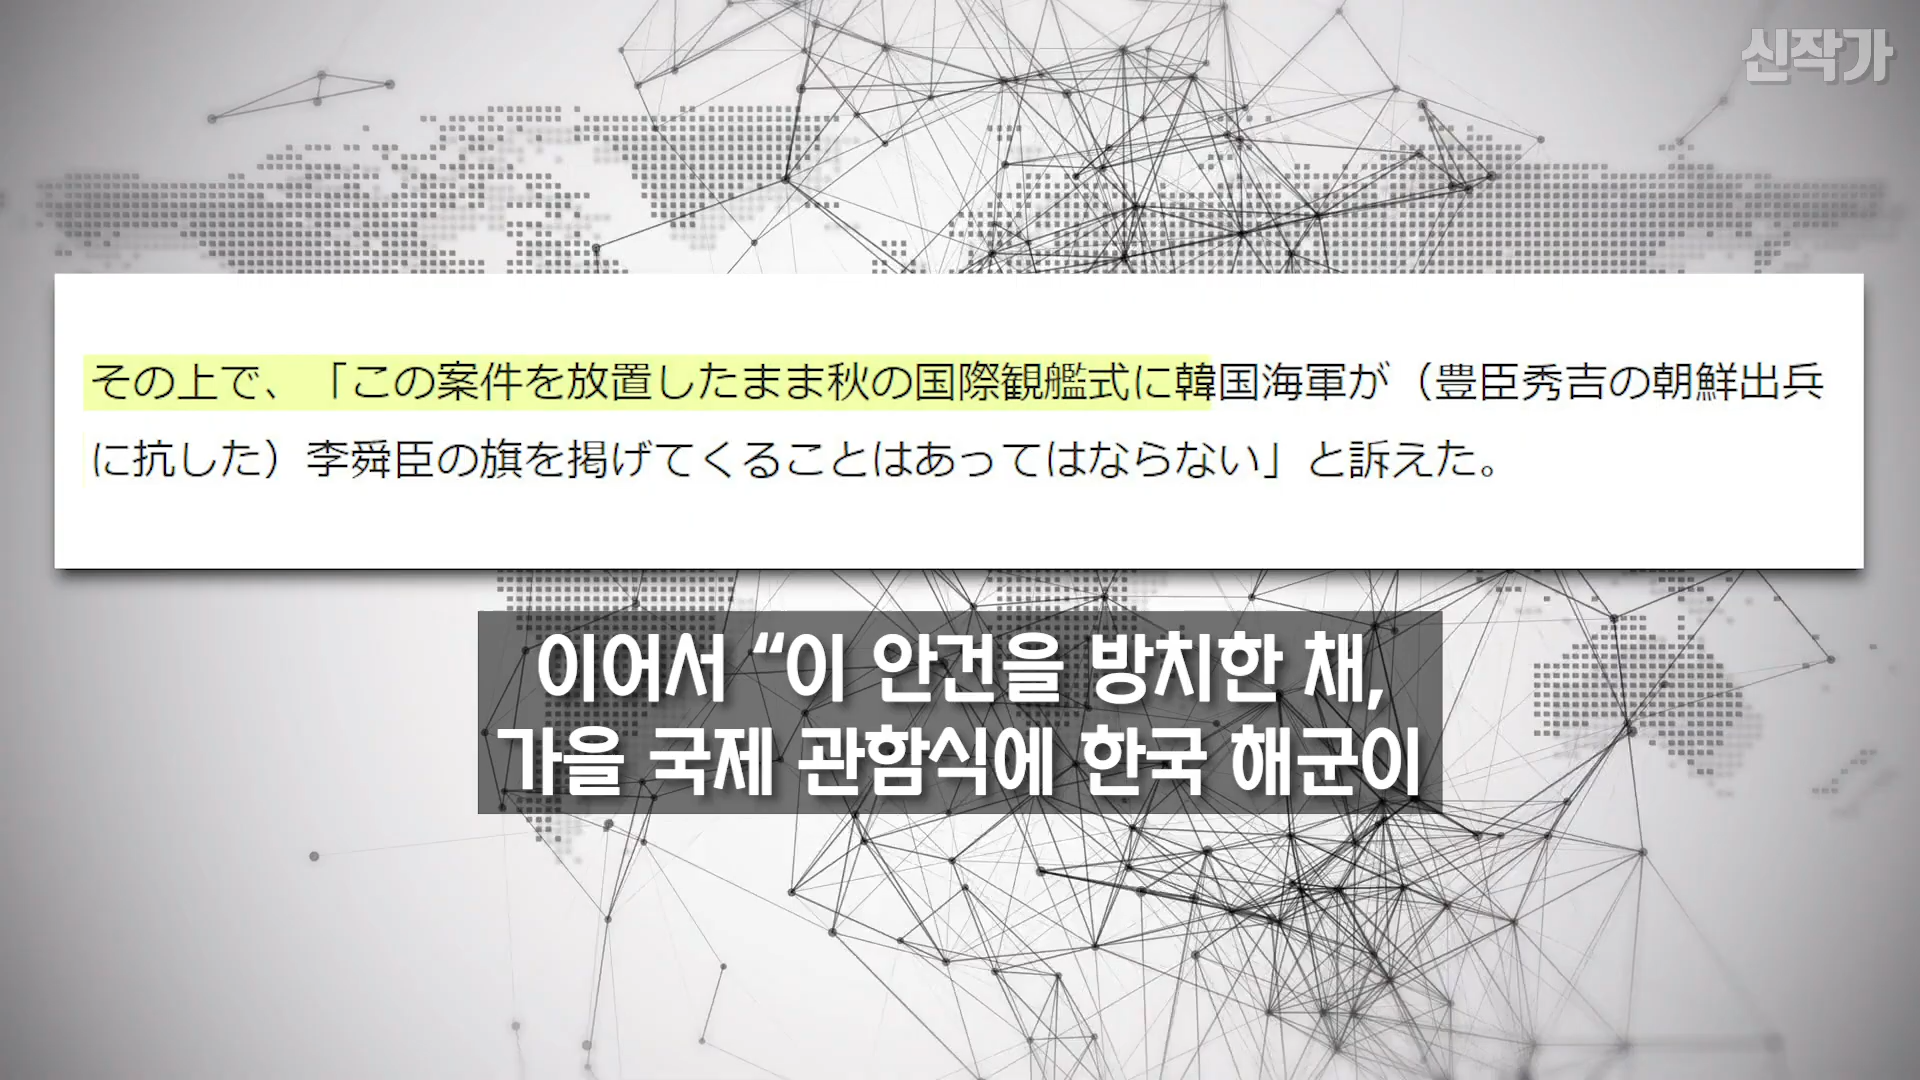 신작가
その上で、「この案件を放置したまま秋の国際観艦式に韓国海軍が（豊臣秀吉の朝鮮出兵
に抗した）李舜臣の旗を掲げてくることはあってはならない」と訴えた。
이어서 “이 안건을 방치한 채,
가을 국제 관함식에 한국 해군이